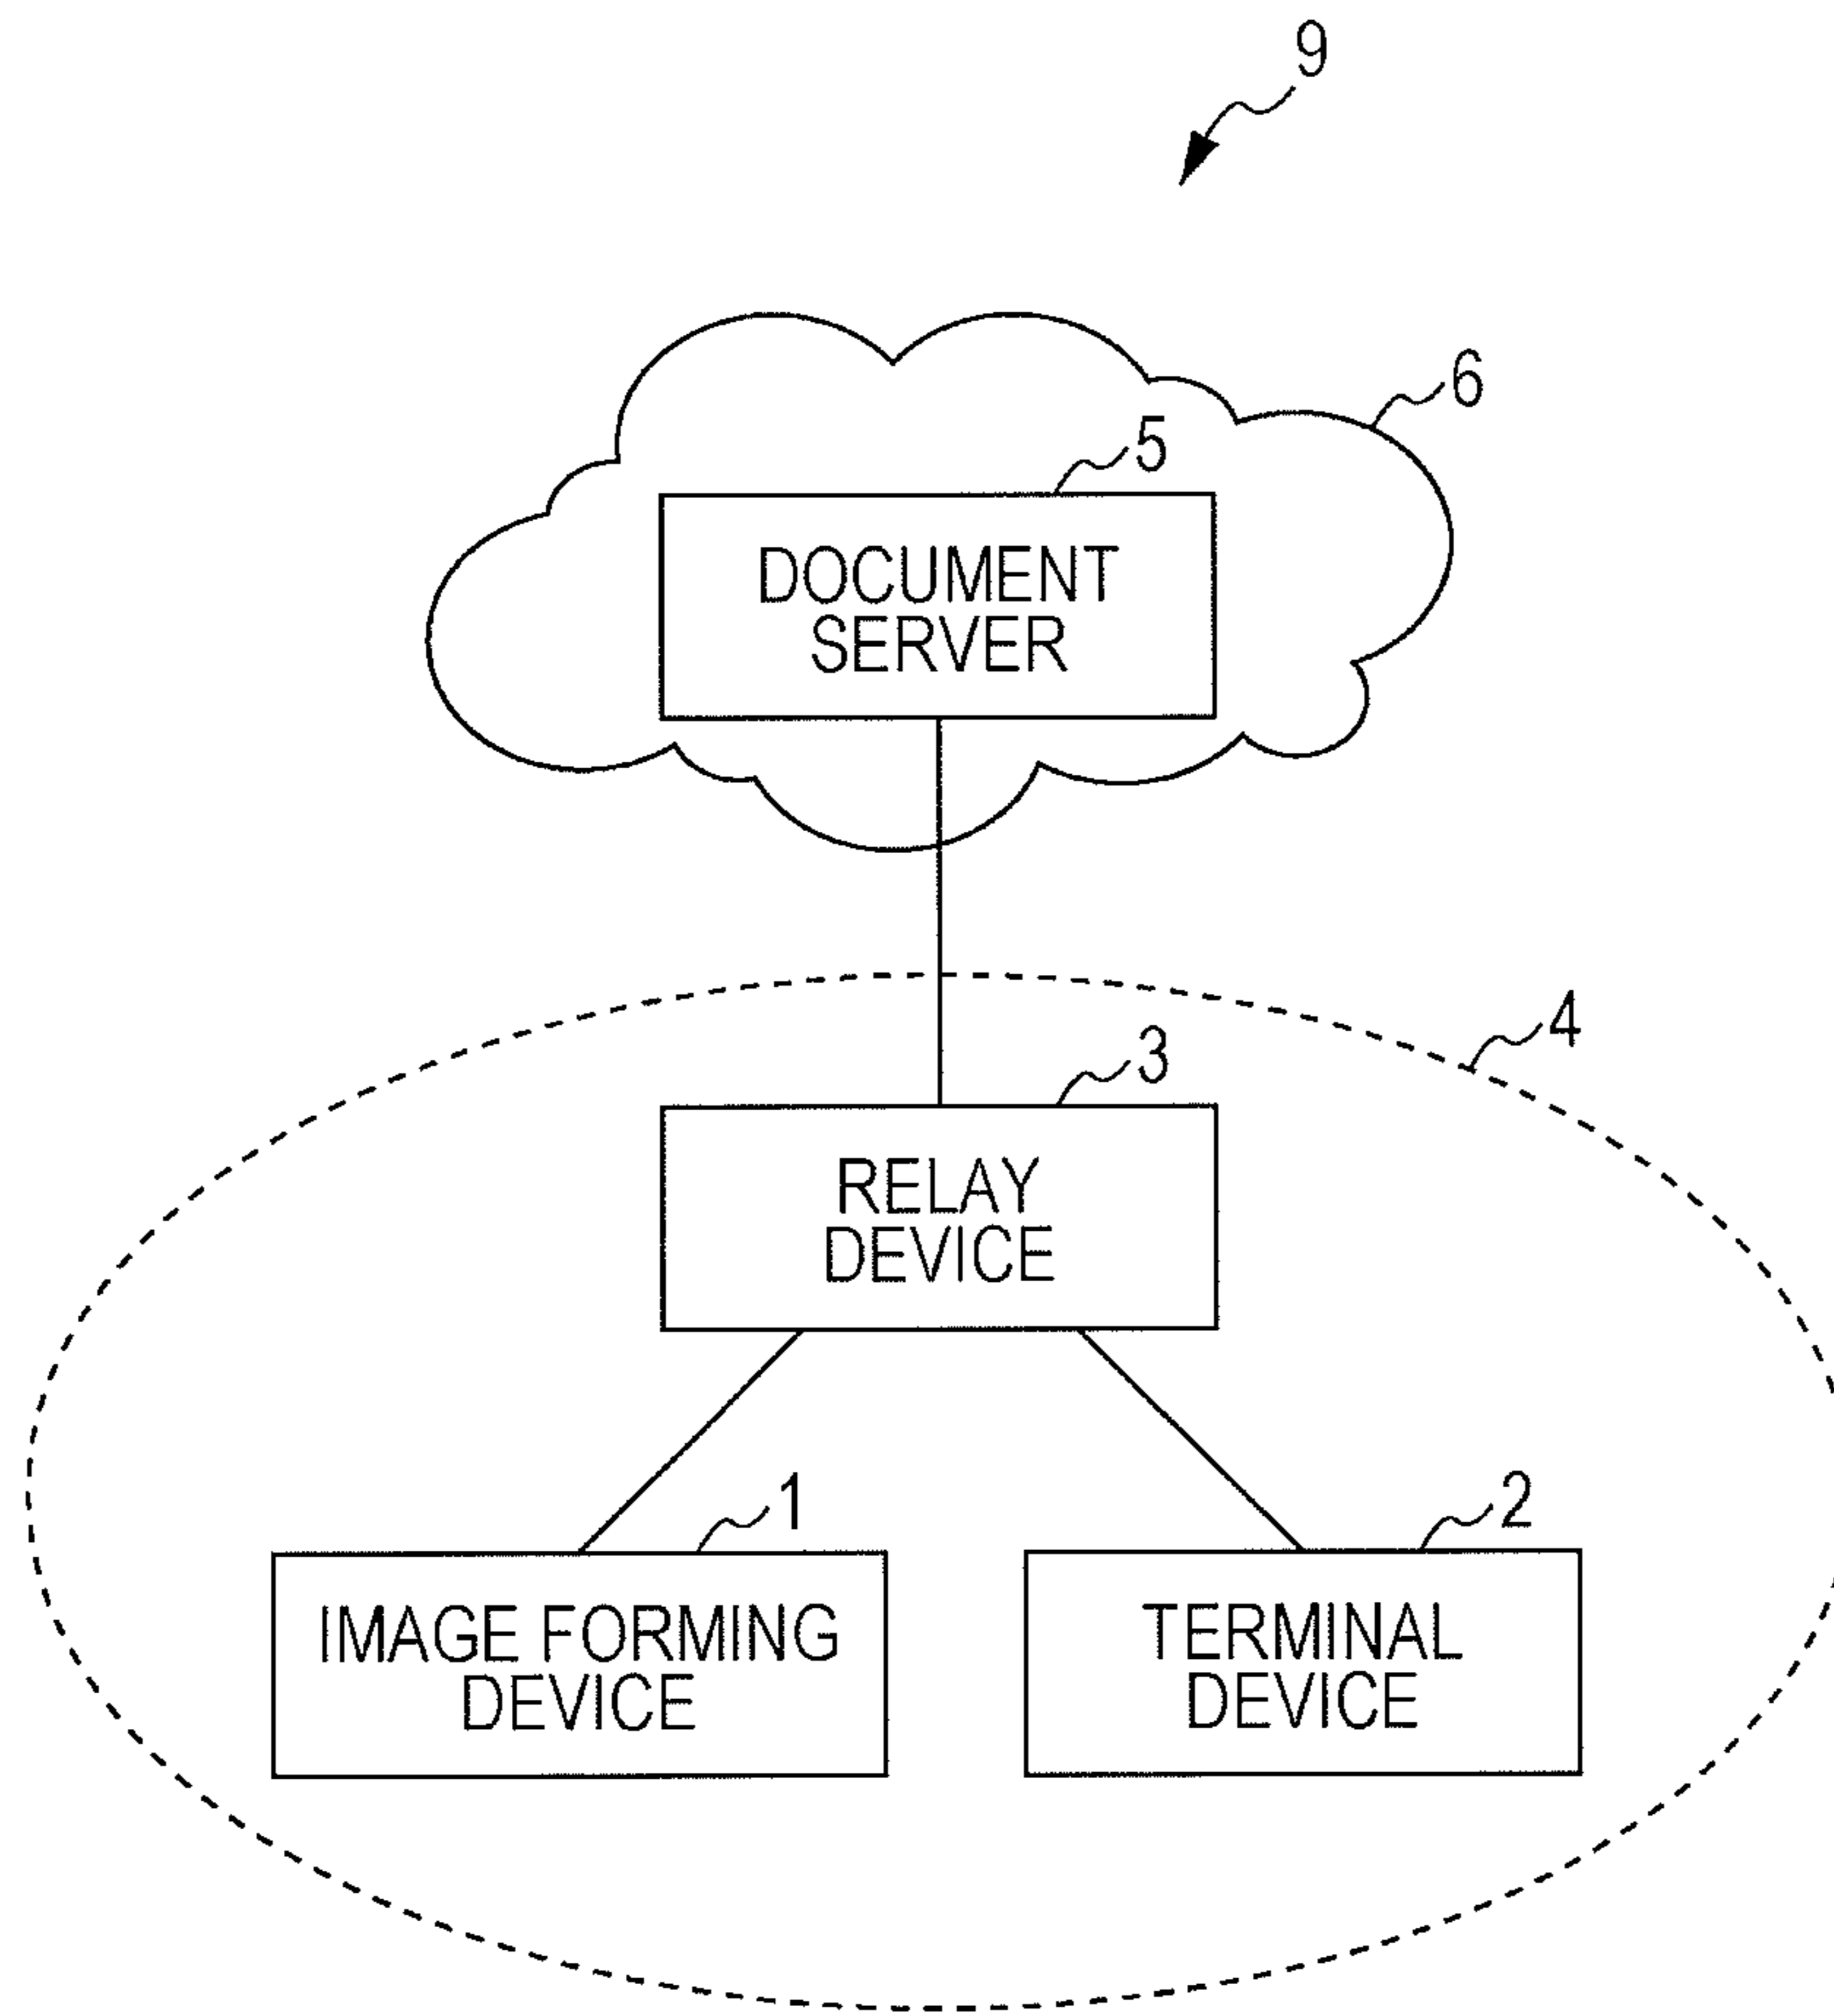 9
6
5
DOCUMENT
SERVER
4
3
RELAY
DEVICE
1
2
IMAGE FORMING
DEVICE
TERMINAL
DEVICE